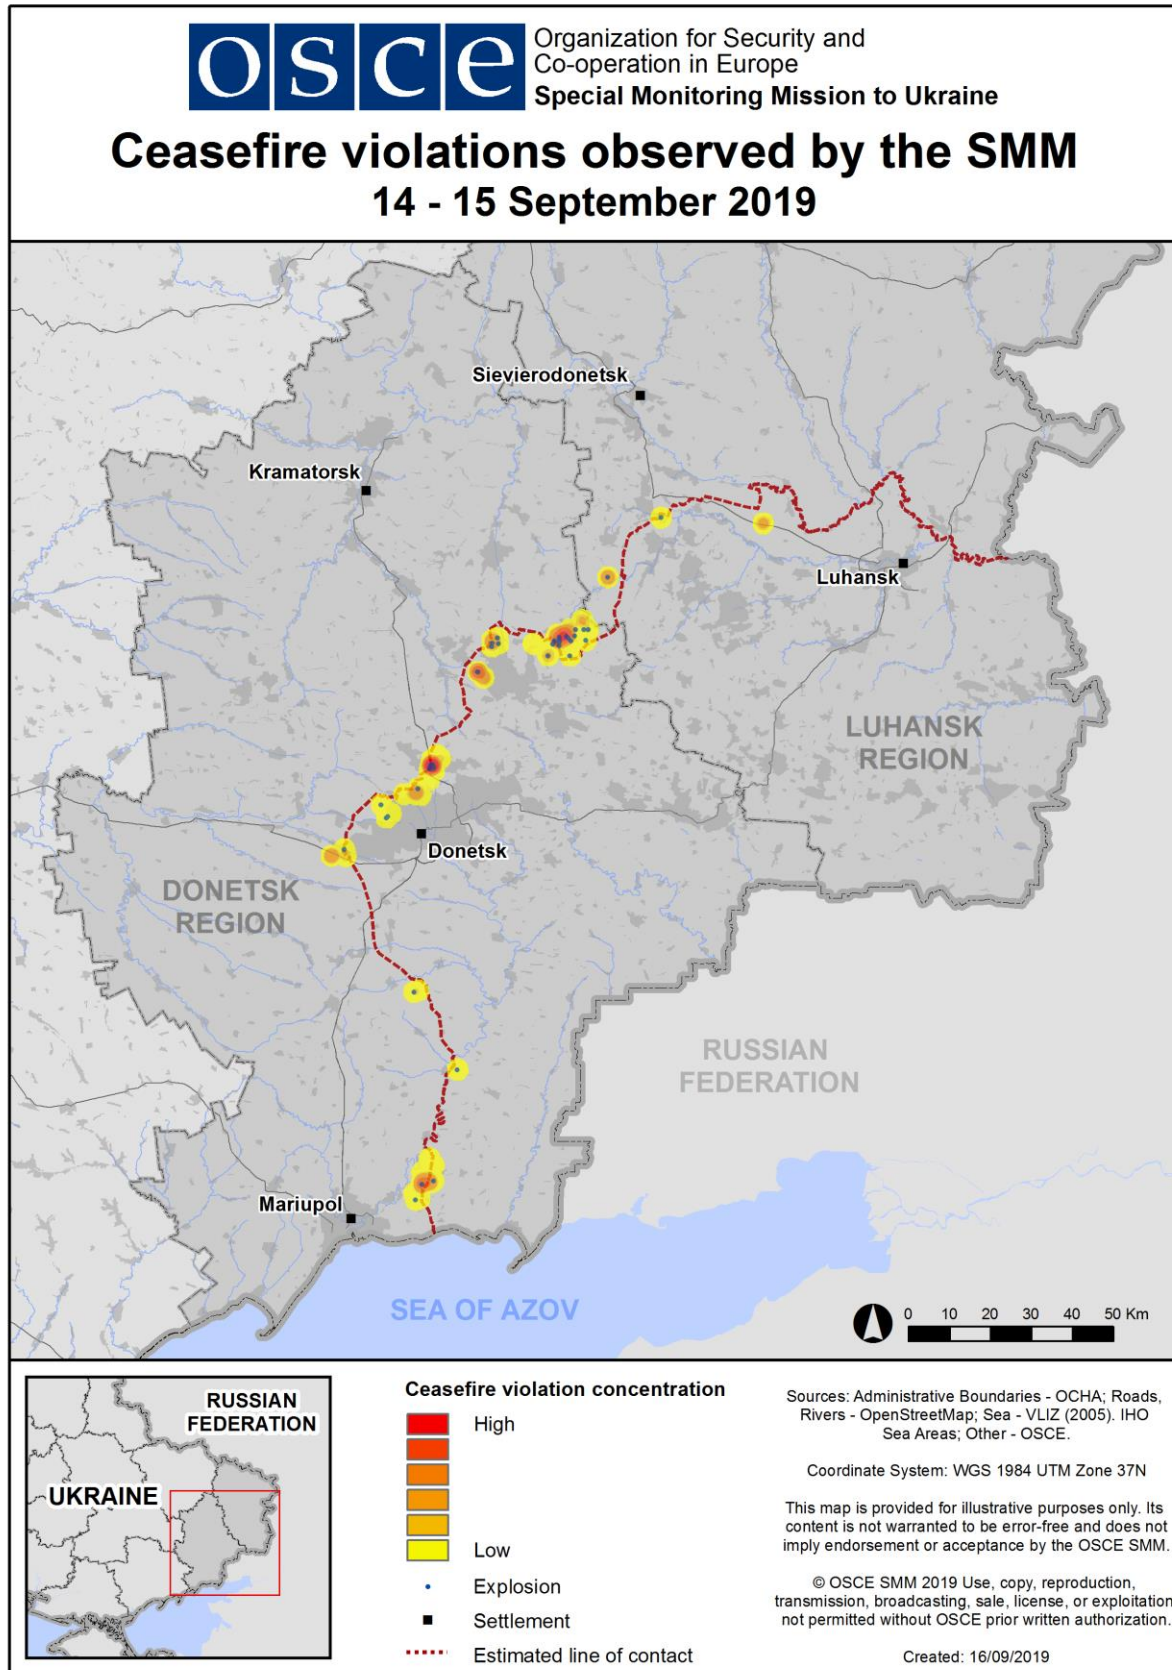 osce
Organization for Security and
Co-operation in Europe
Special Monitoring Mission to Ukraine
Ceasefire violations observed by the SMM
14 - 15 September 2019
Sievierodonetsk
Kramatorsk
Luhansk
LUHANSK
REGION
Donetsk
DONETSK
REGION
RUSSIAN
FEDERATION
Mariupol
SEA OF AZOV
0 10 20 30 40 50 Km
RUSSIAN
FEDERATION
UKRAINE
Ceasefire violation concentration
High
Low
Explosion
Settlement
Estimated line of contact
Sources: Administrative Boundaries - OCHA; Roads,
Rivers - OpenStreetMap; Sea - VLIZ (2005). IHO
Sea Areas; Other - OSCE.
Coordinate System: WGS 1984 UTM Zone 37N
This map is provided for illustrative purposes only. Its
content is not warranted to be error-free and does not
imply endorsement or acceptance by the OSCE SMM.
© OSCE SMM 2019 Use, copy, reproduction,
transmission, broadcasting, sale, license, or exploitation
not permitted without OSCE prior written authorization.
Created: 16/09/2019